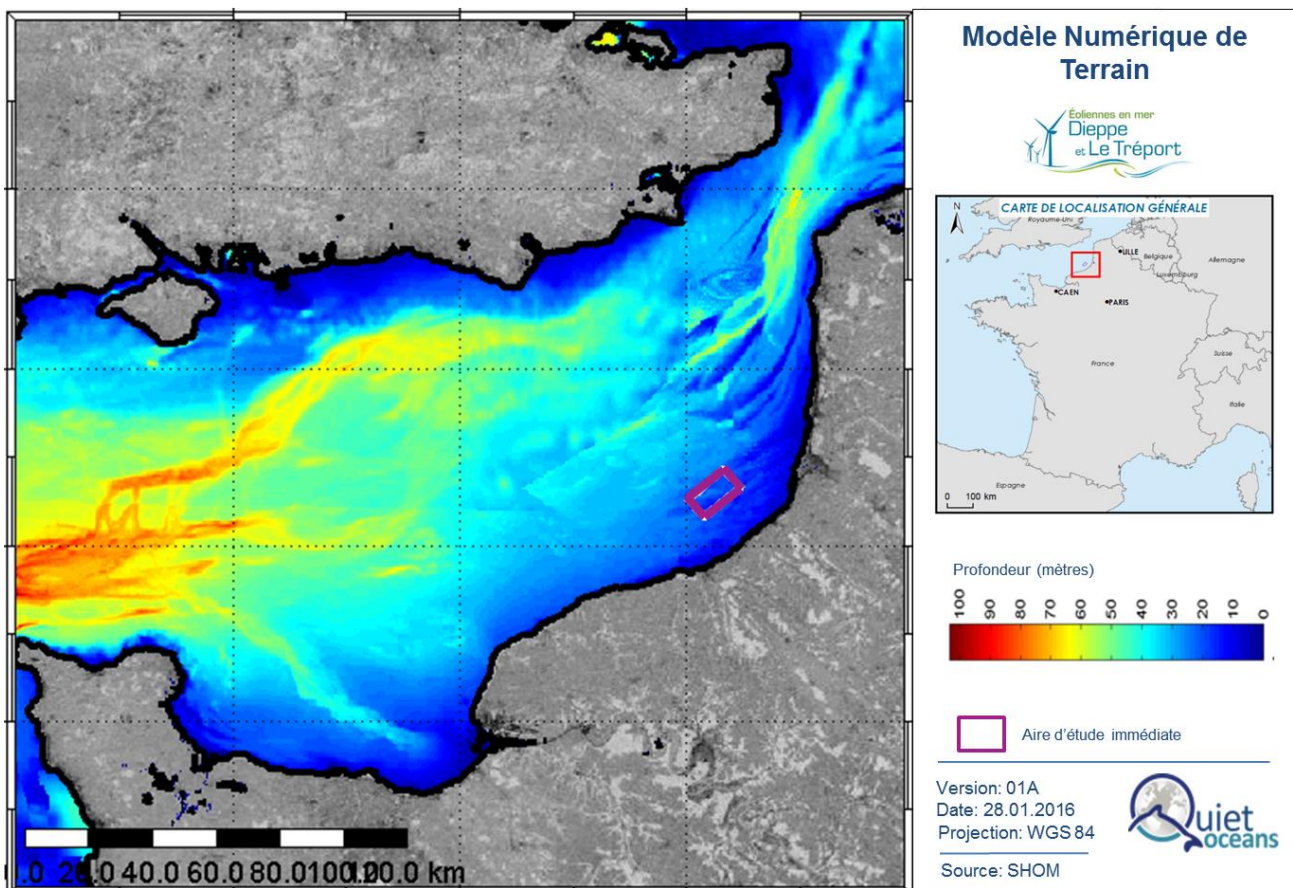 Modèle Numérique de
Terrain
Éoliennes en mer
Dieppe
et Le Tréport
CARTE DE LOCALISATION GÉNÉRALE
N
Royaume-Uni
LILLE
Belgique
Allemagne
Luxembourg
CAEN
PARIS
France
Suisse
Italie
Espagne
0 100 km
Profondeur (mètres)
100 90 80 70 60 50 40 30 20 10 0
Aire d'étude immédiate
Version: 01A
Date: 28.01.2016
Projection: WGS 84
Quiet
Oceans
Source: SHOM
40.0 60.0 80.0 100.0 120.0 km